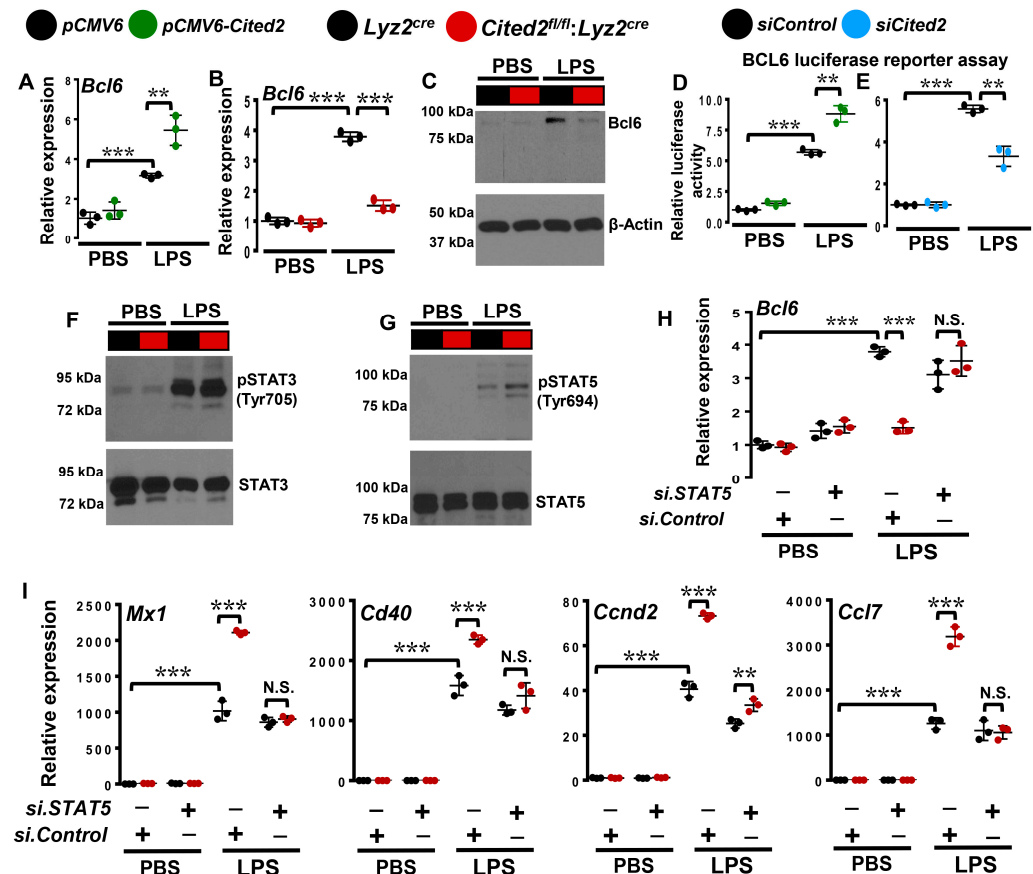 pCMV6 pCMV6-Cited2 Lyz2cre Cited2fl/fl:Lyz2cre siControl siCited2
A
Bcl6
Relative expression
8
6
4
2
0
***
**
PBS LPS
B
Bcl6
Relative expression
5
4
3
2
1
0
*** ***
PBS LPS
C
PBS LPS
100 kDa
75 kDa
Bcl6
50 kDa
37 kDa
β-Actin
BCL6 luciferase reporter assay
D
Relative luciferase
activity
10.0
7.5
5.0
2.5
0
***
**
PBS LPS
E
6
4
2
0
*** **
PBS LPS
F
PBS LPS
95 kDa
72 kDa
pSTAT3
(Tyr705)
95 kDa
72 kDa
STAT3
G
PBS LPS
100 kDa
75 kDa
pSTAT5
(Tyr694)
100 kDa
75 kDa
STAT5
H
Bcl6
Relative expression
5
4
3
2
1
0
*** *** N.S.
si.STAT5 – + – +
si.Control + – + –
PBS LPS
I
Relative expression
Mx1
2500
2000
1500
1000
500
0
*** *** N.S.
Cd40
3000
2000
1000
0
*** *** N.S.
Ccnd2
80
60
40
20
0
*** *** **
Ccl7
4000
3000
2000
1000
0
*** *** N.S.
si.STAT5 – + – + – + – + – + – + – + – +
si.Control + – + – + – + – + – + – + – + –
PBS LPS PBS LPS PBS LPS PBS LPS